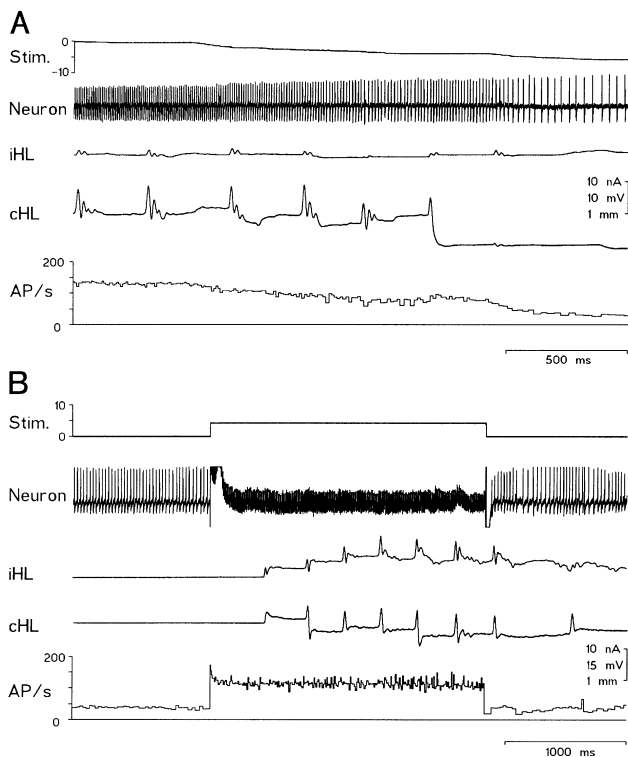 A
0
Stim.
-10
Neuron
iHL
10 nA
10 mV
cHL
1 mm
200
AP/s
0
500 ms
B
10
Stim.
0
Neuron
iHL
cHL
10 nA
200
15 mV
AP/s
1 mm
0
1000 ms